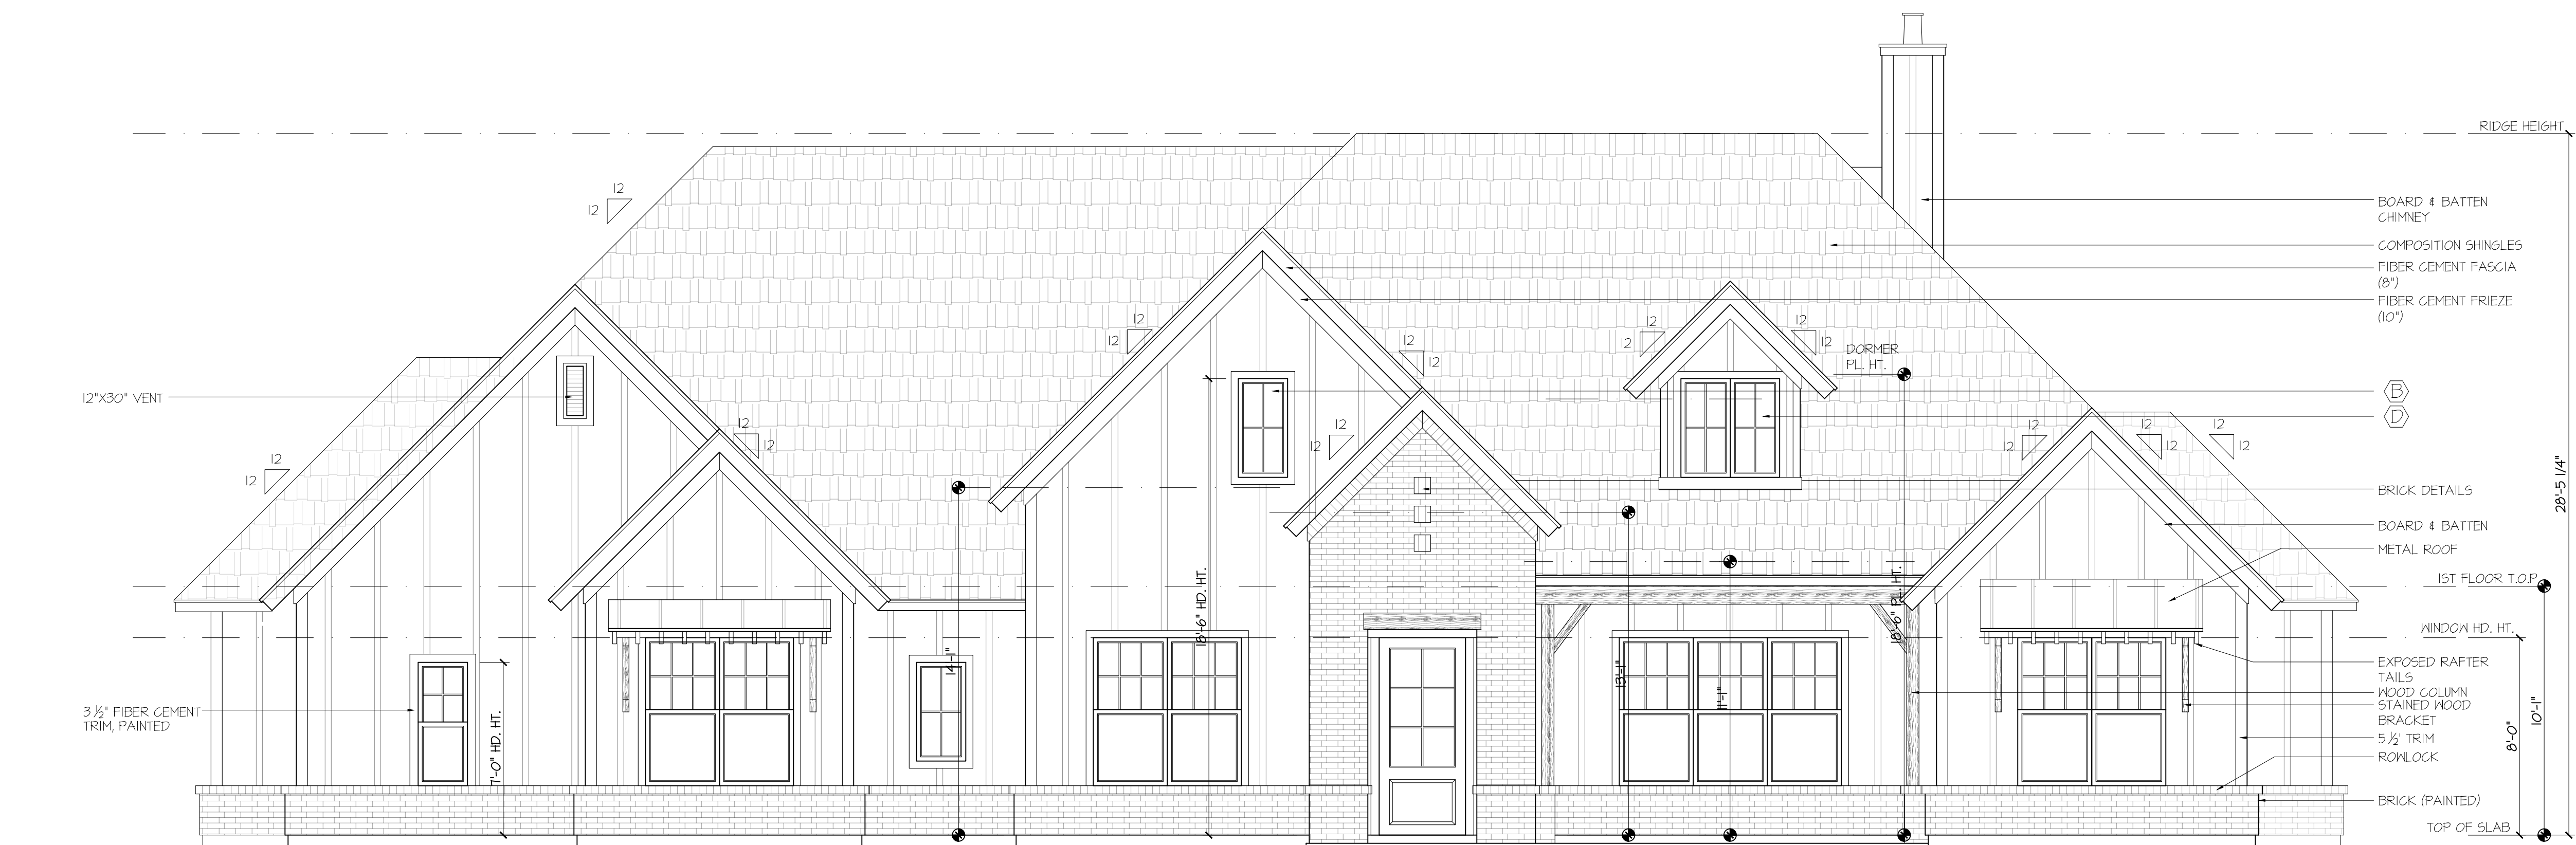 RIDGE HEIGHT
12
12
BOARD & BATTEN
CHIMNEY
COMPOSITION SHINGLES
FIBER CEMENT FASCIA
(8")
FIBER CEMENT FRIEZE
(10")
12
12
12
12
12
12
12
12
DORMER
PL. HT.
12"X30" VENT
B
D
12
12
12
12
12
12
12
12
12
12
12
12
BRICK DETAILS
28'-5 1/4"
BOARD & BATTEN
METAL ROOF
1ST FLOOR T.O.P.
18'-6" HD. HT.
18'-6" PL. HT.
WINDOW HD. HT.
14'-1"
13'-1"
11'-1"
EXPOSED RAFTER
TAILS
WOOD COLUMN
STAINED WOOD
BRACKET
3 1/2" FIBER CEMENT
TRIM, PAINTED
7'-0" HD. HT.
8'-0"
10'-1"
5 1/2' TRIM
ROWLOCK
BRICK (PAINTED)
TOP OF SLAB